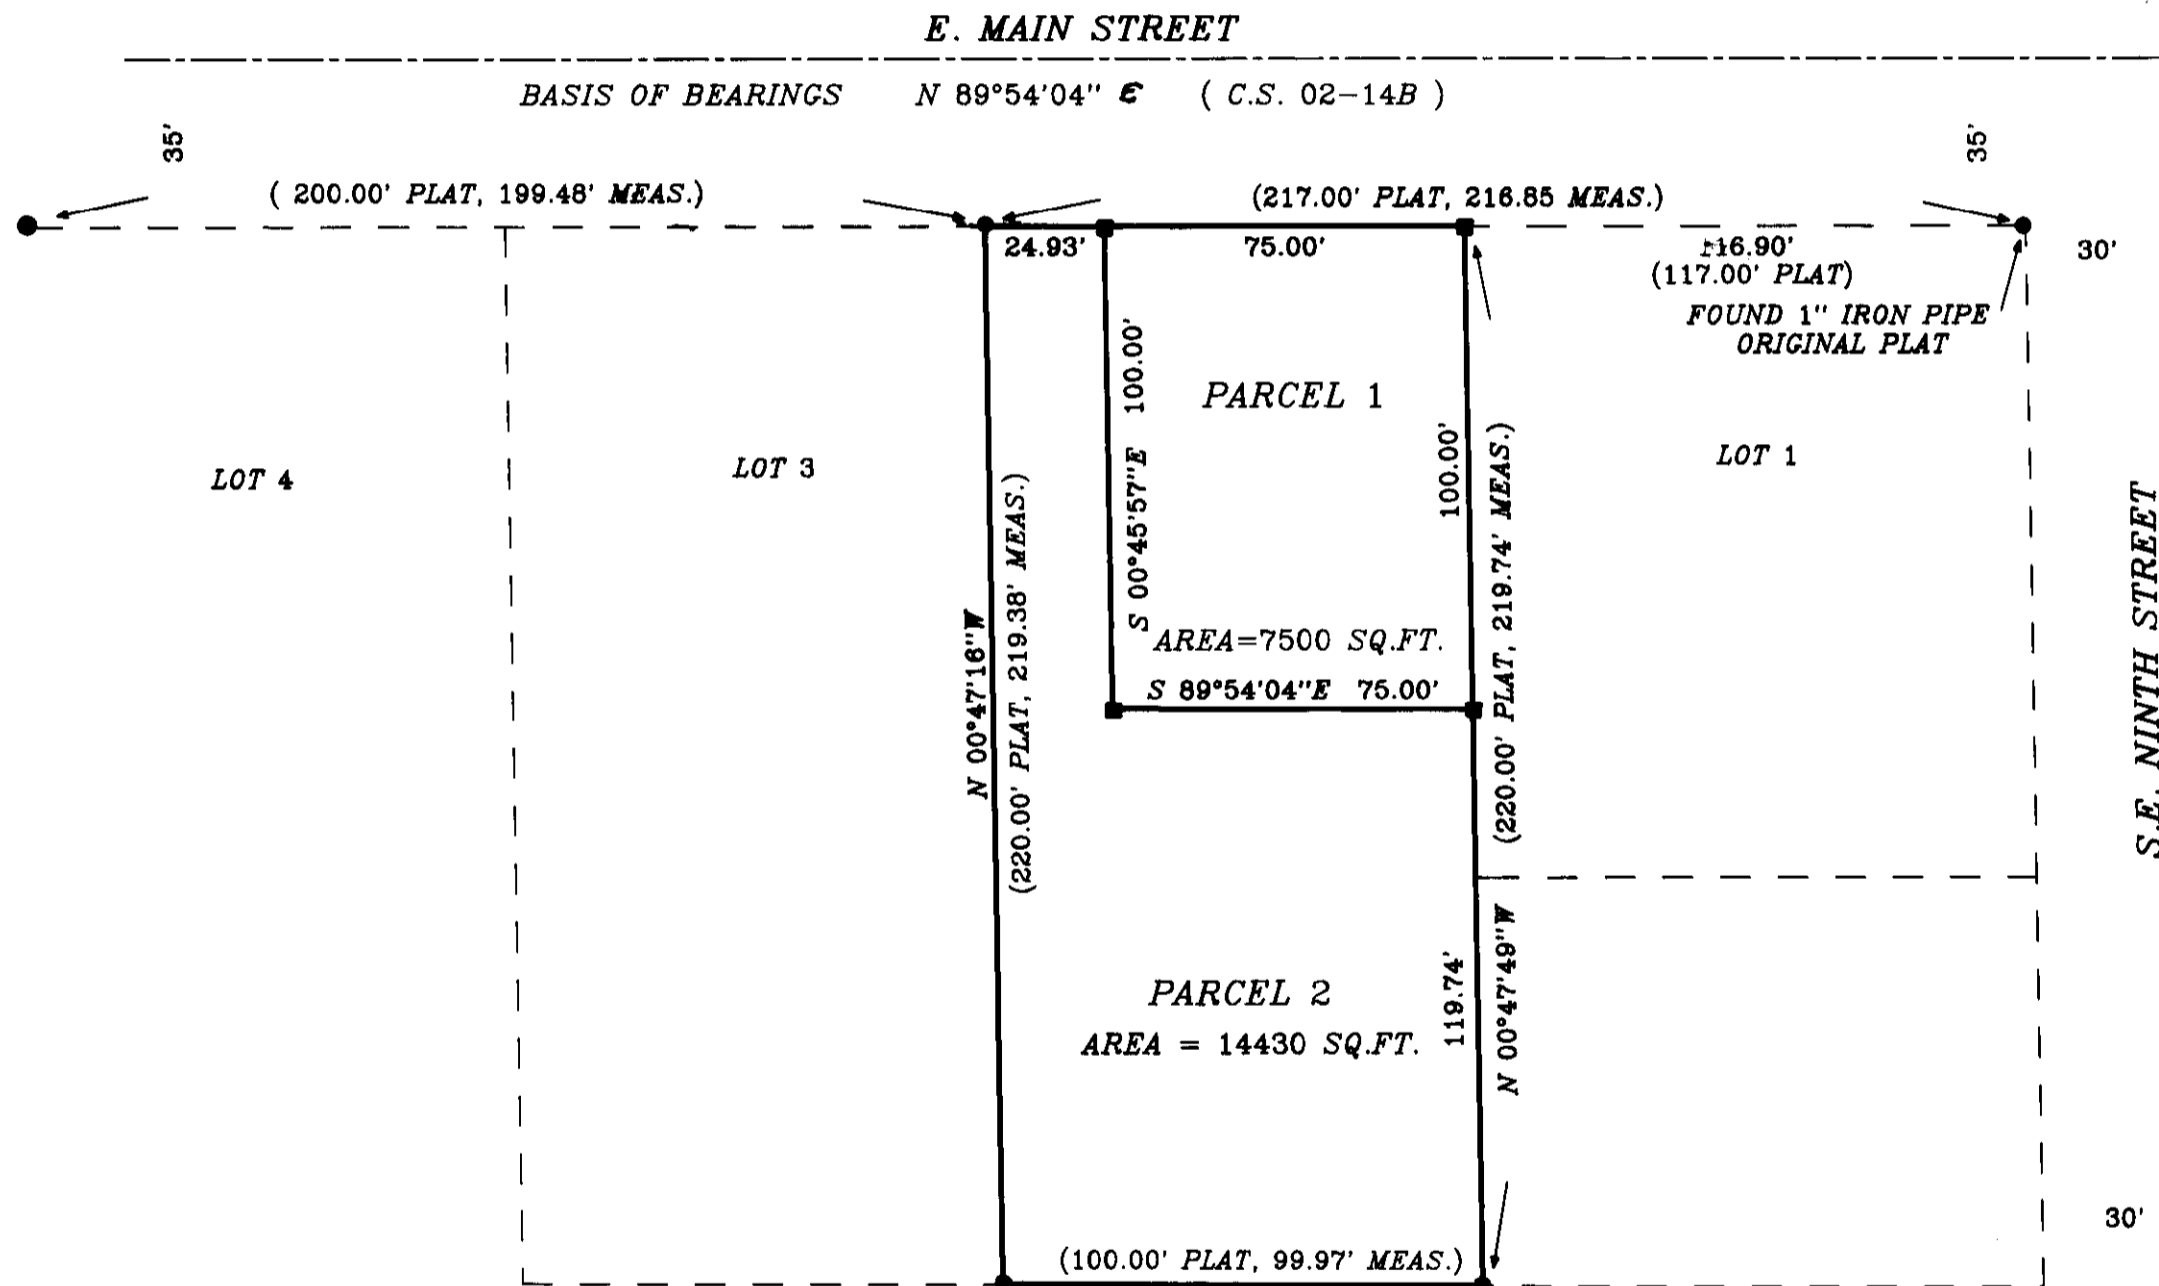 E. MAIN STREET
BASIS OF BEARINGS N 89°54'04" E ( C.S. 02-14B )
35'
35'
( 200.00' PLAT, 199.48' MEAS.)
(217.00' PLAT, 216.85 MEAS.)
24.93'
75.00'
116.90'
30'
(117.00' PLAT)
FOUND 1" IRON PIPE
ORIGINAL PLAT
S 00°45'57"E 100.00'
PARCEL 1
100.00'
LOT 4
LOT 3
LOT 1
N 00°47'16"W
(220.00' PLAT, 219.38' MEAS.)
(220.00' PLAT, 219.74' MEAS.)
S.E. NINTH STREET
AREA=7500 SQ.FT.
S 89°54'04"E 75.00'
PARCEL 2
AREA = 14430 SQ.FT.
119.74'
N 00°47'49"W
30'
(100.00' PLAT, 99.97' MEAS.)